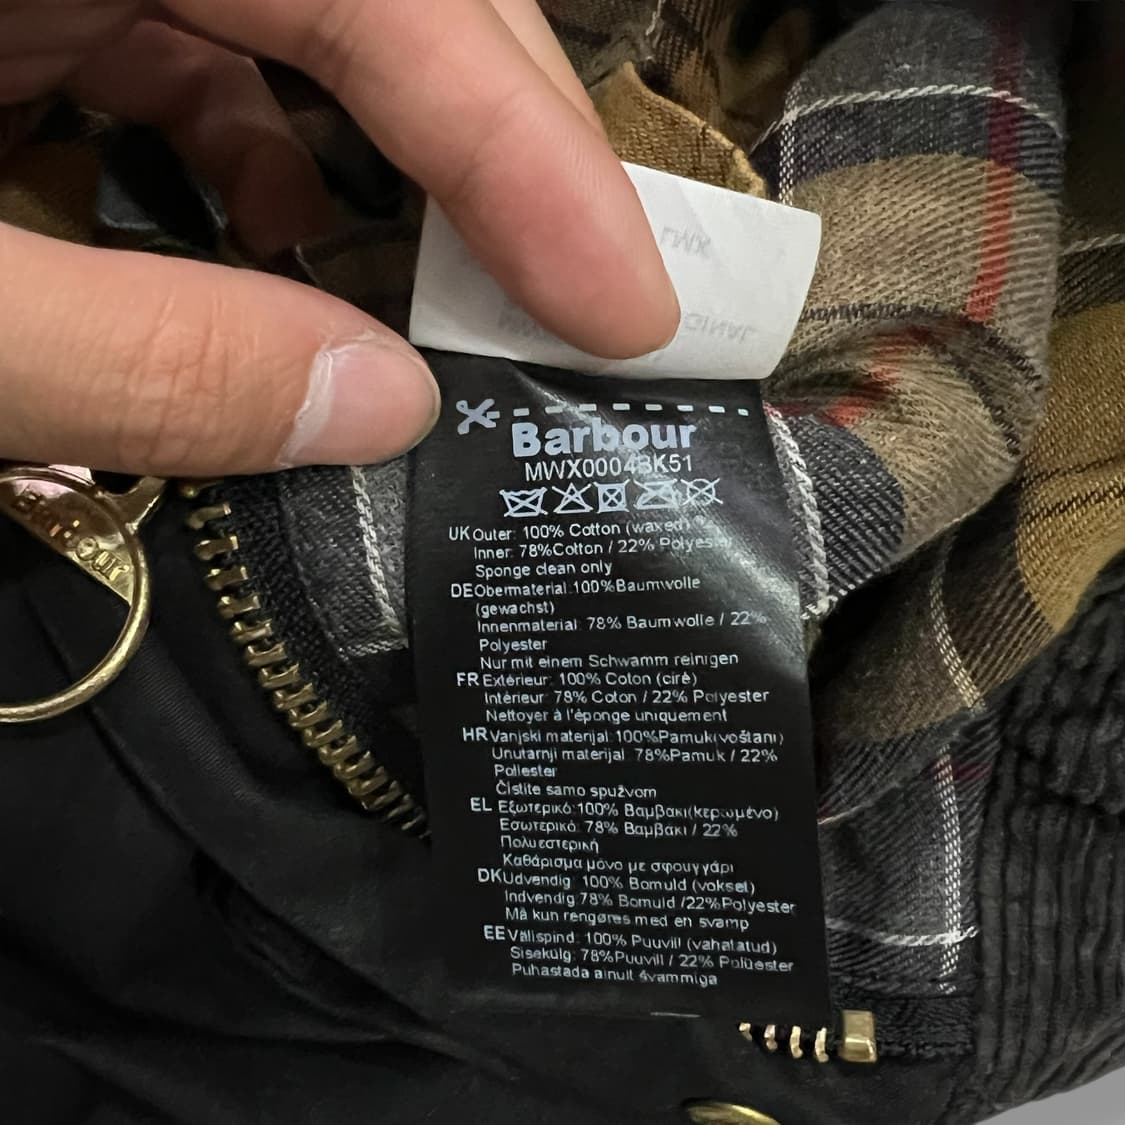 Barbour
MWX0004BK51
UK Outer: 100% Cotton (waxed)
Inner: 78%Cotton / 22% Polyester
Sponge clean only
DE Obermaterial:100%Baumwolle
(gewachst)
Innenmaterial: 78% Baumwolle / 22%
Polyester
Nur mit einem Schwamm reinigen
FR Extérieur: 100% Coton (ciré)
Intérieur: 78% Coton / 22% Polyester
Nettoyer à l'éponge uniquement
HR Vanjski materijal:100%Pamuk(voštani)
Unutarnji materijal: 78%Pamuk / 22%
Poliester
Čistite samo spužvom
EL Εξωτερικό:100% Βαμβάκι(κερωμένο)
Εσωτερικό: 78% Βαμβάκι / 22%
Πολυεστερική
Καθάρισμα μόνο με σφουγγάρι
DK Udvendig: 100% Bomuld (vokset)
Indvendig:78% Bomuld /22%Polyester
Må kun rengøres med en svamp
EE Välispind: 100% Puuvill (vahatatud)
Sisekülg: 78%Puuvill / 22% Polüester
Puhastada ainult švammiga
Barbour